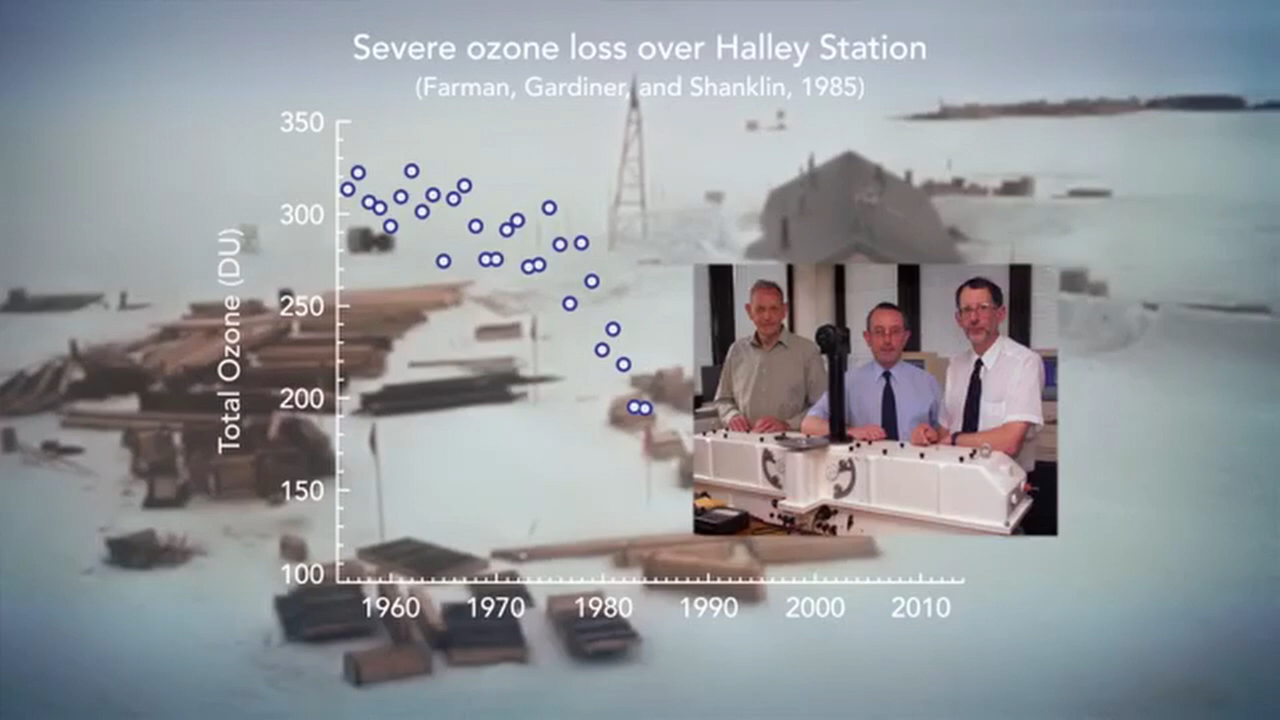 Severe ozone loss over Halley Station
(Farman, Gardiner, and Shanklin, 1985)
350
300
250
200
150
100
Total Ozone (DU)
1960 1970 1980 1990 2000 2010